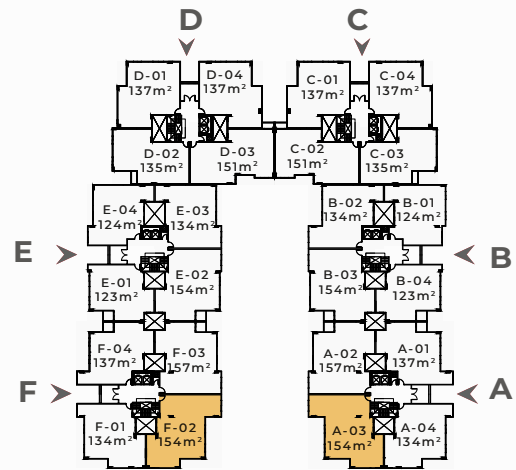 D
C
D-01
137m²
D-04
137m²
C-01
137m²
C-04
137m²
D-02
135m²
D-03
151m²
C-02
151m²
C-03
135m²
E-04
124m²
E-03
134m²
B-02
134m²
B-01
124m²
E
B
E-01
123m²
E-02
154m²
B-03
154m²
B-04
123m²
F-04
137m²
F-03
157m²
A-02
157m²
A-01
137m²
F
A
F-01
134m²
F-02
154m²
A-03
154m²
A-04
134m²